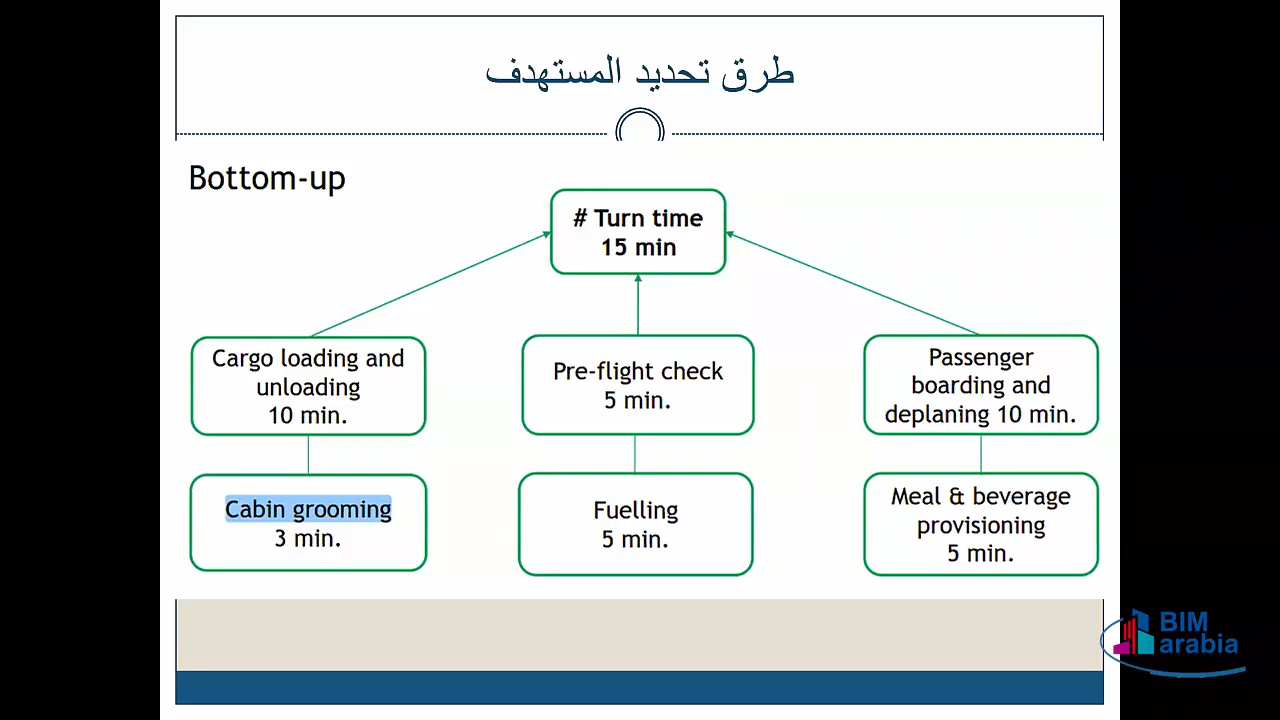 طرق تحديد المستهدف
Bottom-up
# Turn time
15 min
Cargo loading and
unloading
10 min.
Pre-flight check
5 min.
Passenger
boarding and
deplaning 10 min.
Cabin grooming
3 min.
Fuelling
5 min.
Meal & beverage
provisioning
5 min.
BIM
arabia